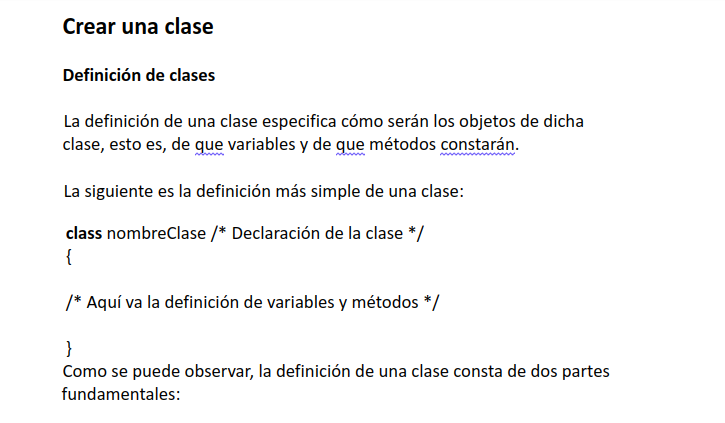 Crear una clase
Definición de clases
La definición de una clase especifica cómo serán los objetos de dicha
clase, esto es, de que variables y de que métodos constarán.
La siguiente es la definición más simple de una clase:
class nombreClase /* Declaración de la clase */
{
/* Aquí va la definición de variables y métodos */
}
Como se puede observar, la definición de una clase consta de dos partes
fundamentales: